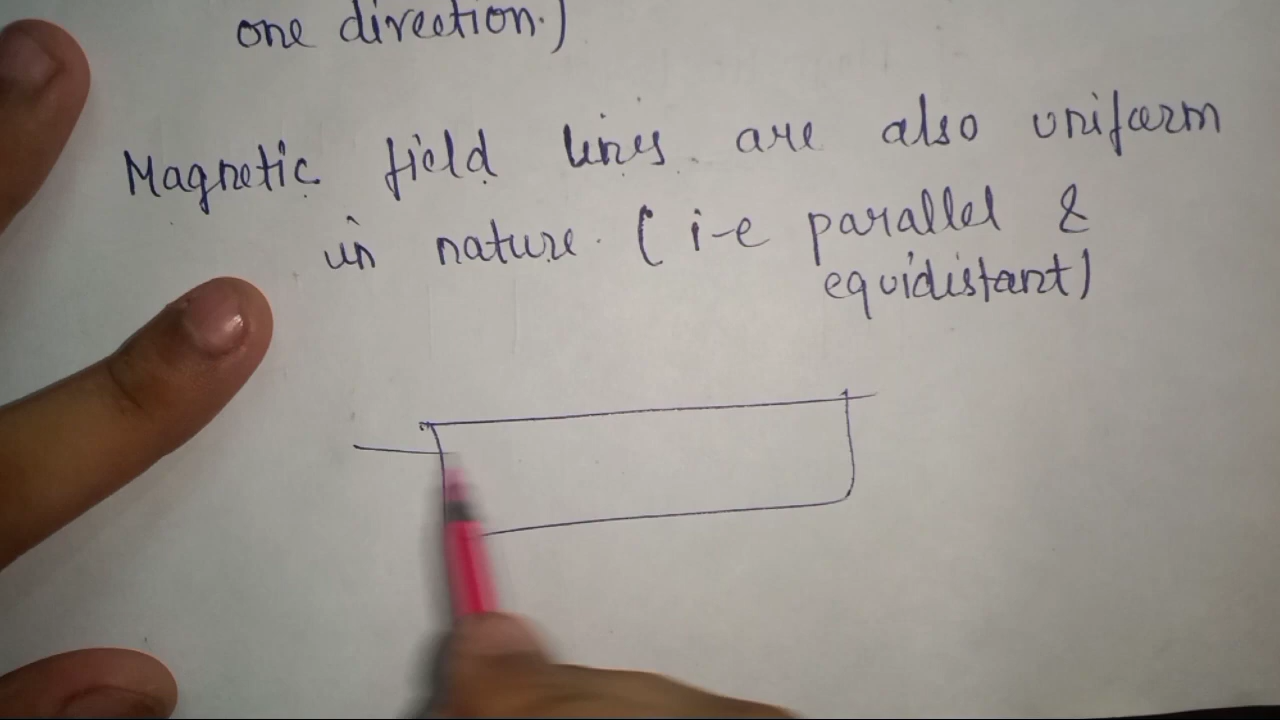 one direction.)
Magnetic field lines are also uniform
in nature. ( i-e parallel &
equidistant)